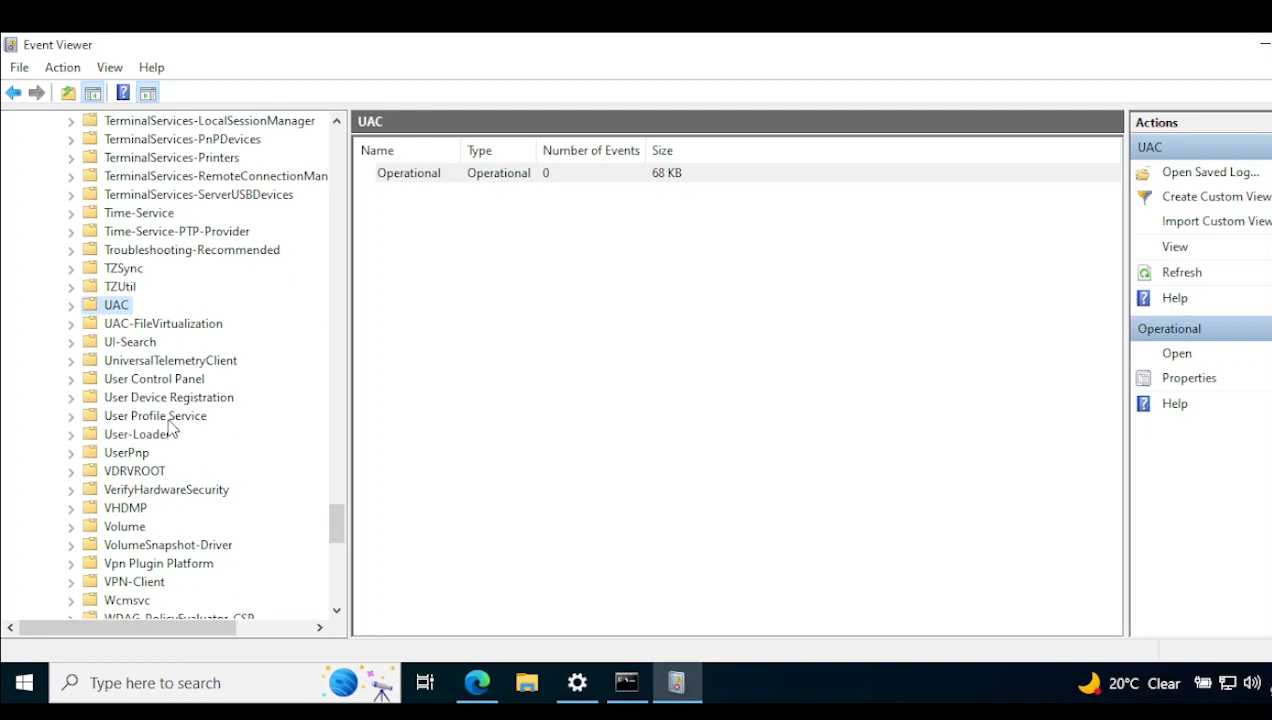 Event Viewer
File Action View Help
TerminalServices-LocalSessionManager
TerminalServices-PnPDevices
TerminalServices-Printers
TerminalServices-RemoteConnectionMan
TerminalServices-ServerUSBDevices
Time-Service
Time-Service-PTP-Provider
Troubleshooting-Recommended
TZSync
TZUtil
UAC
UAC-FileVirtualization
UI-Search
UniversalTelemetryClient
User Control Panel
User Device Registration
User Profile Service
User-Loader
UserPnp
VDRVROOT
VerifyHardwareSecurity
VHDMP
Volume
VolumeSnapshot-Driver
Vpn Plugin Platform
VPN-Client
Wcmsvc
WDAG-PolicyEvaluator-CSP
UAC
Name Type Number of Events Size
Operational Operational 0 68 KB
Actions
UAC
Open Saved Log...
Create Custom View
Import Custom View
View
Refresh
Help
Operational
Open
Properties
Help
Type here to search
20°C Clear